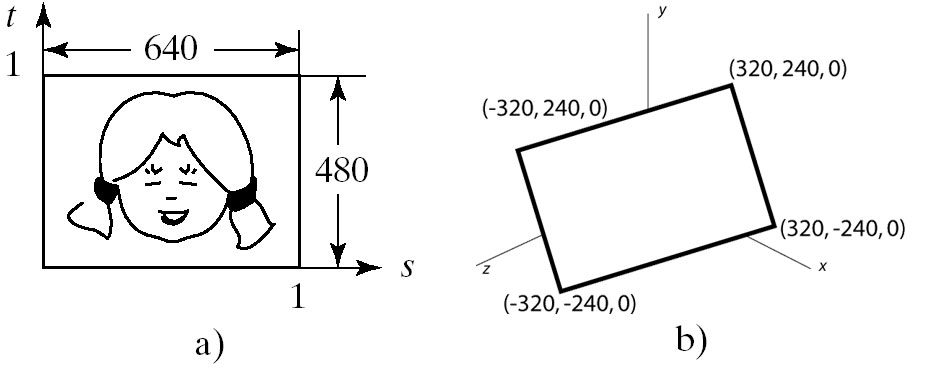 t
1
640
480
s
1
a)
y
(320, 240, 0)
(-320, 240, 0)
(320, -240, 0)
z
x
(-320, -240, 0)
b)